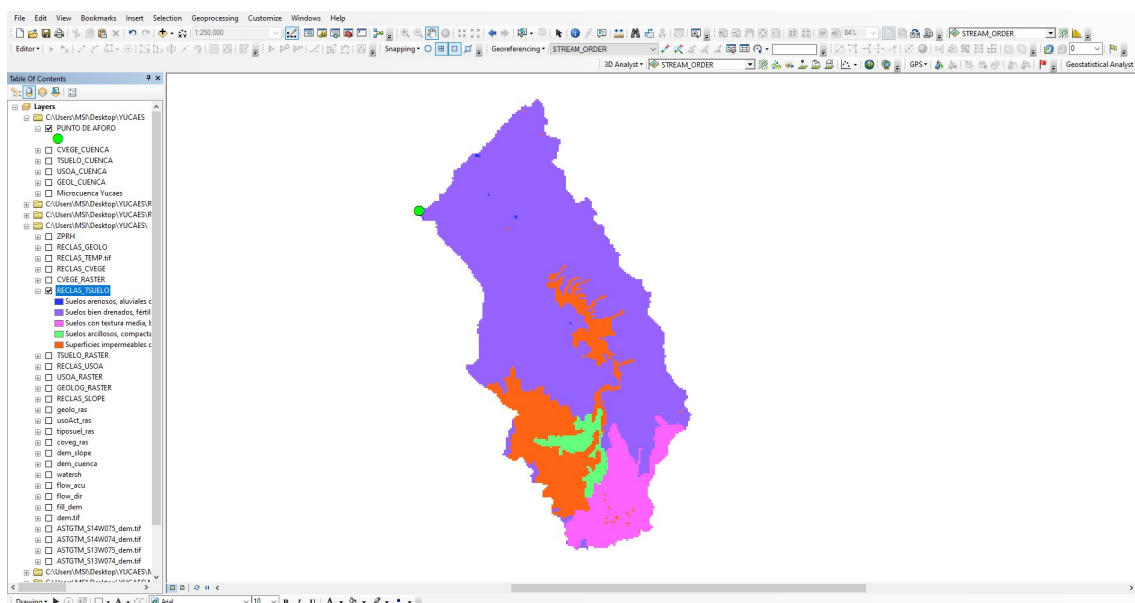 File Edit View Bookmarks Insert Selection Geoprocessing Customize Windows Help
1:250,000 84% STREAM_ORDER
Editor Snapping Georeferencing STREAM_ORDER 0
3D Analyst STREAM_ORDER GPS Geostatistical Analyst
Table Of Contents
Layers
C:\Users\MSI\Desktop\YUCAES
PUNTO DE AFORO
CVEGE_CUENCA
TSUELO_CUENCA
USOA_CUENCA
GEOL_CUENCA
Microcuenca Yucaes
C:\Users\MSI\Desktop\YUCAES\R
C:\Users\MSI\Desktop\YUCAES\R
C:\Users\MSI\Desktop\YUCAES\
ZPRH
RECLAS_GEOLO
RECLAS_TEMP.tif
RECLAS_CVEGE
CVEGE_RASTER
RECLAS_TSUELO
Suelos arenosos, aluviales c
Suelos bien drenados, fértil
Suelos con textura media, b
Suelos arcillosos, compacta
Superficies impermeables c
TSUELO_RASTER
RECLAS_USOA
USOA_RASTER
GEOLOG_RASTER
RECLAS_SLOPE
geolo_ras
usoAct_ras
tiposuel_ras
coveg_ras
dem_slope
dem_cuenca
watersh
flow_acu
flow_dir
fill_dem
dem.tif
ASTGTM_S14W075_dem.tif
ASTGTM_S14W074_dem.tif
ASTGTM_S13W075_dem.tif
ASTGTM_S13W074_dem.tif
C:\Users\MSI\Desktop\YUCAES\
Drawing A Arial 10 B I U A